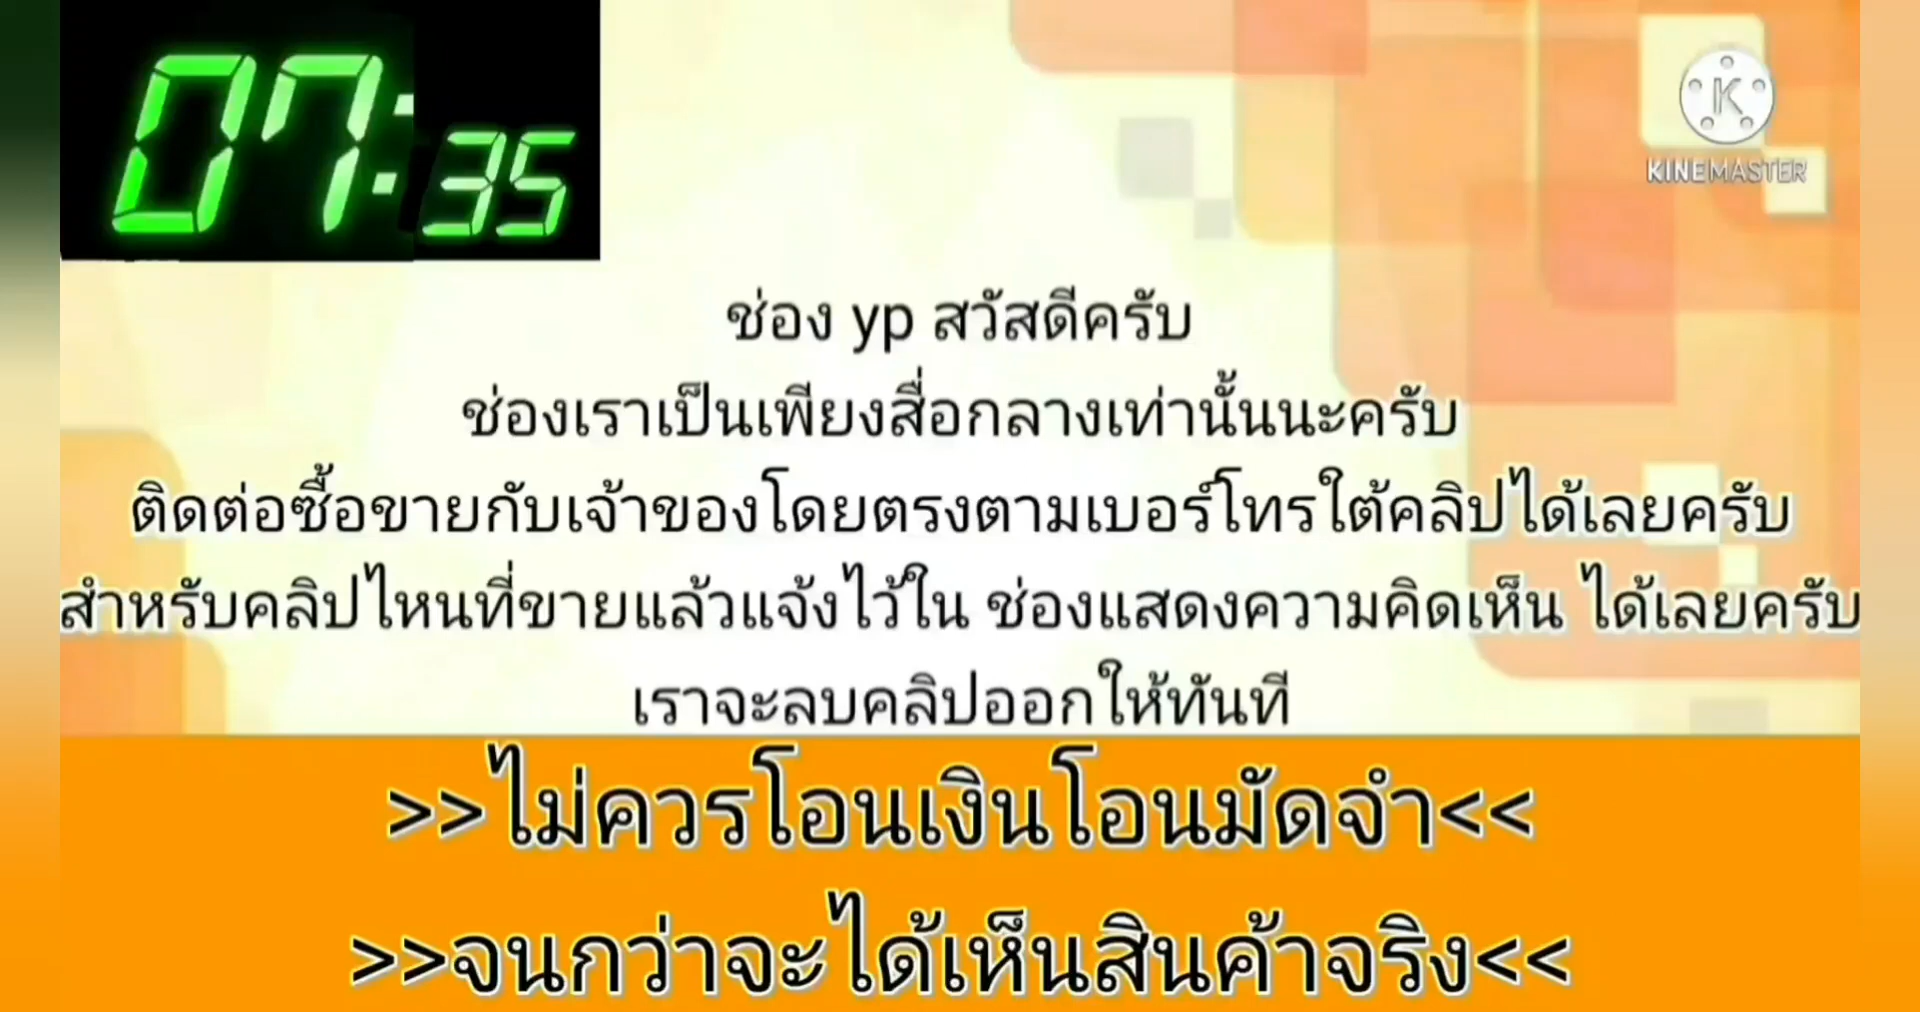 07:35
K
KINEMASTER
ช่อง yp สวัสดีครับ
ช่องเราเป็นเพียงสื่อกลางเท่านั้นนะครับ
ติดต่อซื้อขายกับเจ้าของโดยตรงตามเบอร์โทรใต้คลิปได้เลยครับ
สำหรับคลิปไหนที่ขายแล้วแจ้งไว้ใน ช่องแสดงความคิดเห็น ได้เลยครับ
เราจะลบคลิปออกให้ทันที
>>ไม่ควรโอนเงินโอนมัดจำ<<
>>จนกว่าจะได้เห็นสินค้าจริง<<